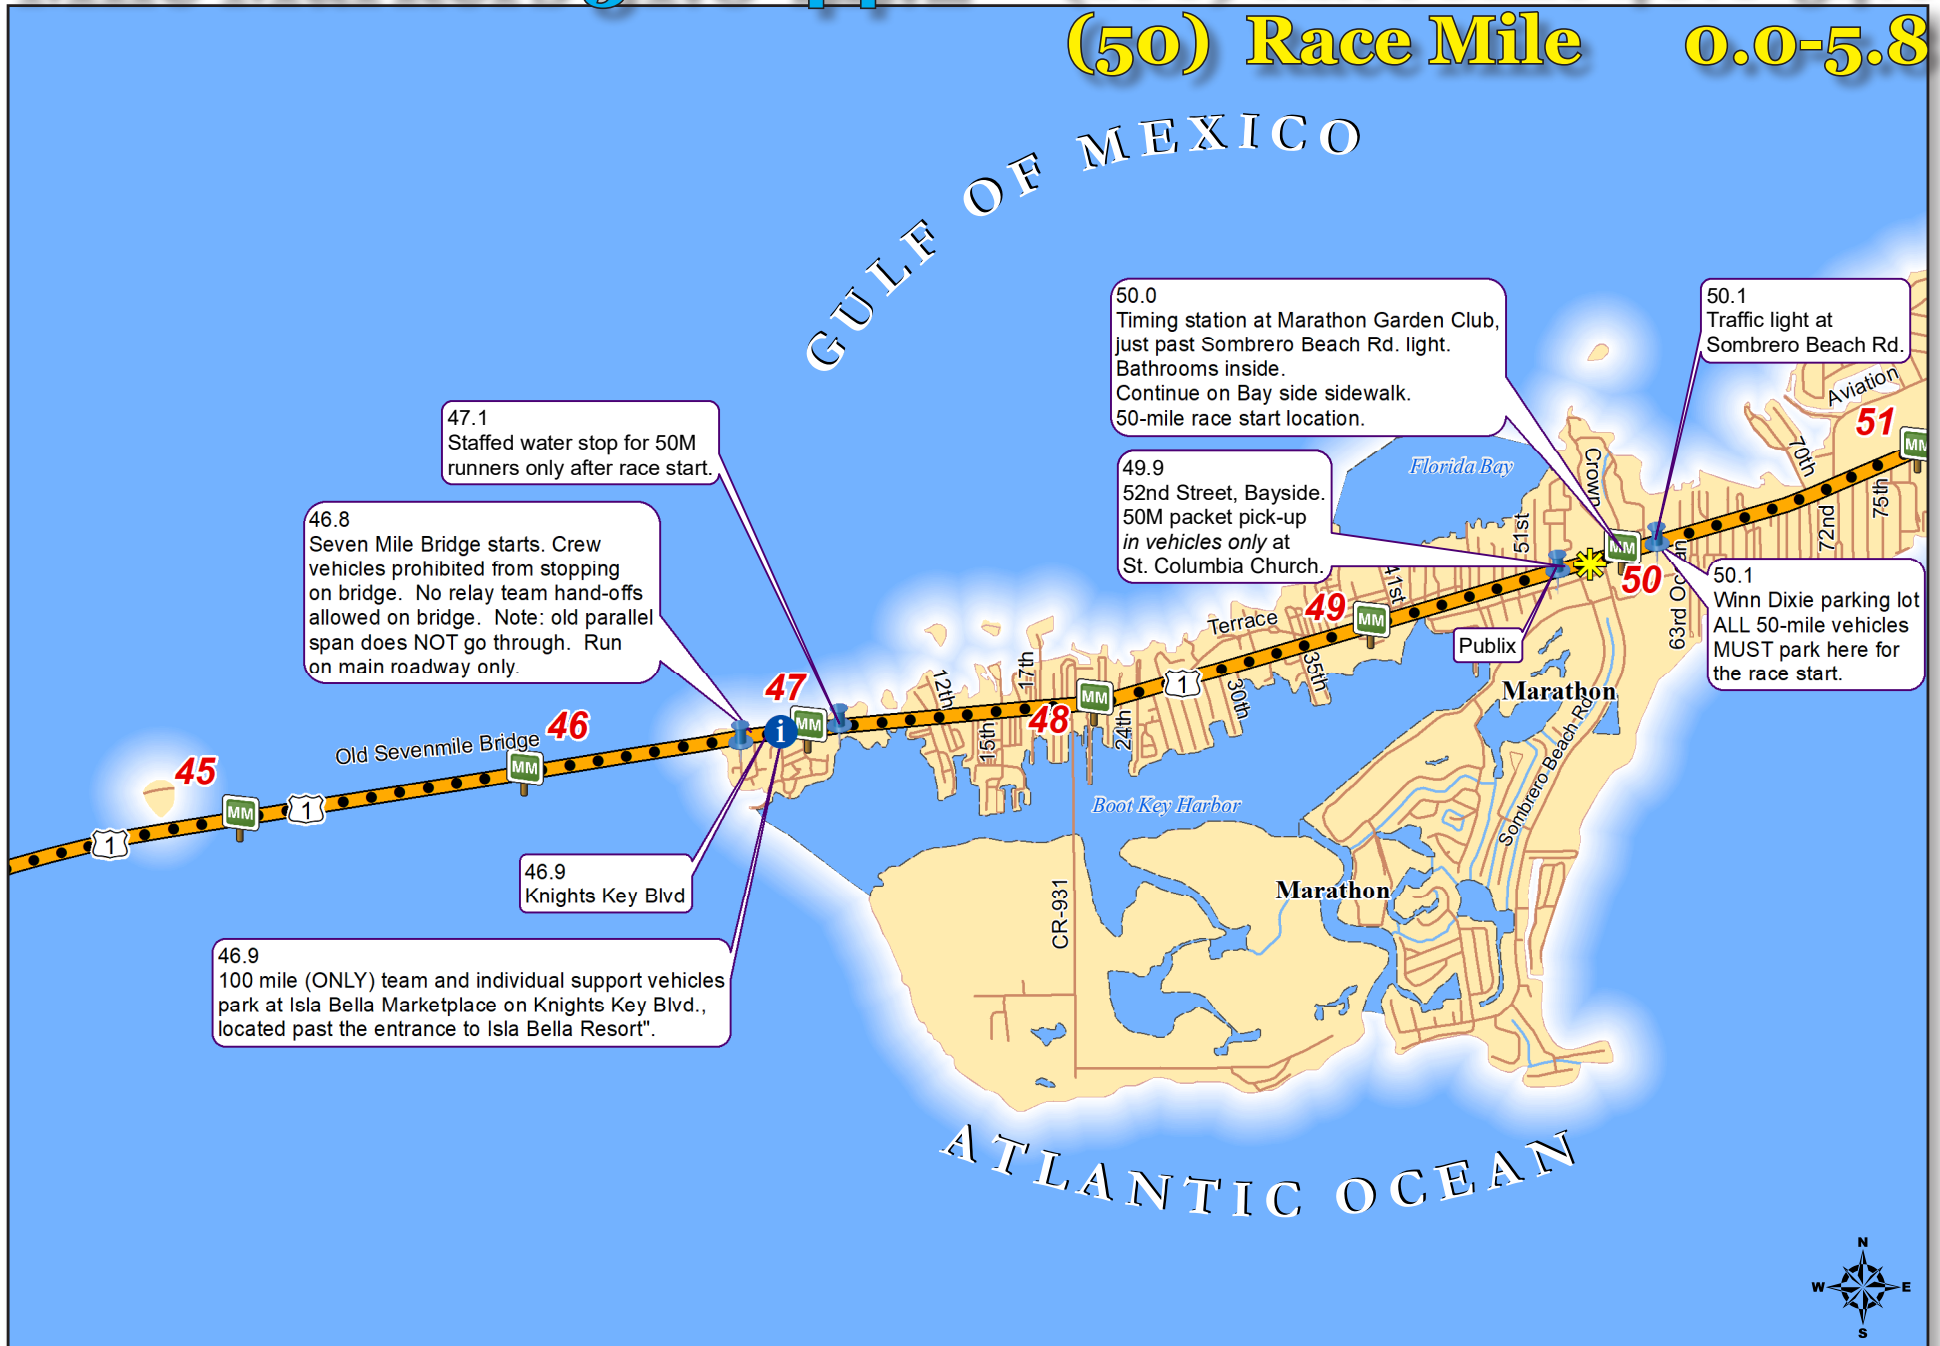 (50) Race Mile 0.0-5.8
GULF OF MEXICO
50.0
Timing station at Marathon Garden Club,
just past Sombrero Beach Rd. light.
Bathrooms inside.
Continue on Bay side sidewalk.
50-mile race start location.
50.1
Traffic light at
Sombrero Beach Rd.
47.1
Staffed water stop for 50M
runners only after race start.
49.9
52nd Street, Bayside.
50M packet pick-up
in vehicles only at
St. Columbia Church.
46.8
Seven Mile Bridge starts. Crew
vehicles prohibited from stopping
on bridge. No relay team hand-offs
allowed on bridge. Note: old parallel
span does NOT go through. Run
on main roadway only.
50.1
Winn Dixie parking lot
ALL 50-mile vehicles
MUST park here for
the race start.
Publix
46.9
Knights Key Blvd
46.9
100 mile (ONLY) team and individual support vehicles
park at Isla Bella Marketplace on Knights Key Blvd.,
located past the entrance to Isla Bella Resort".
Florida Bay
Aviation
51
MM
Crown
70th
72nd
75th
51st
MM
50
63rd Ocean
41st
49
MM
Terrace
35th
30th
1
MM
48
24th
17th
15th
12th
47
MM
i
46
MM
Old Sevenmile Bridge
45
MM
1
1
Marathon
Sombrero Beach Rd
Boot Key Harbor
Marathon
CR-931
ATLANTIC OCEAN
N
W E
S